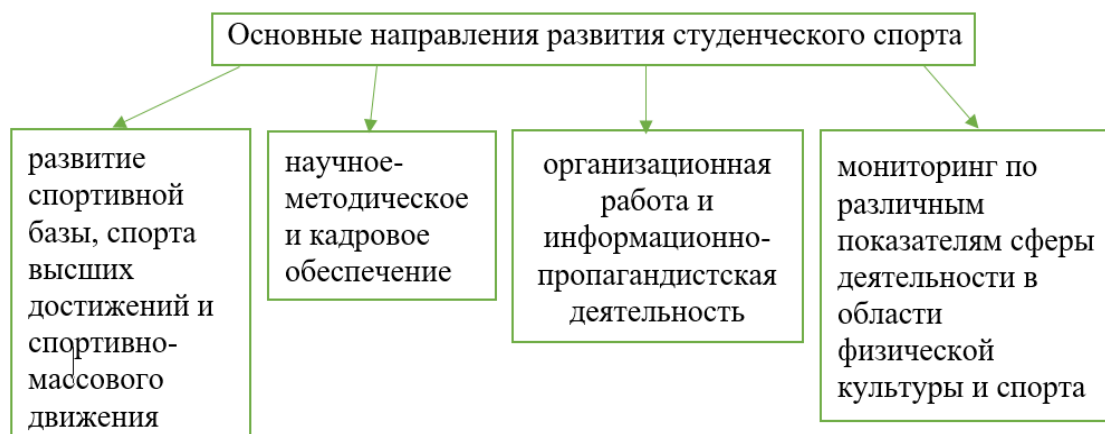 Основные направления развития студенческого спорта
развитие
спортивной
базы, спорта
высших
достижений и
спортивно-
массового
движения
научное-
методическое
и кадровое
обеспечение
организационная
работа и
информационно-
пропагандистская
деятельность
мониторинг по
различным
показателям сферы
деятельности в
области
физической
культуры и спорта